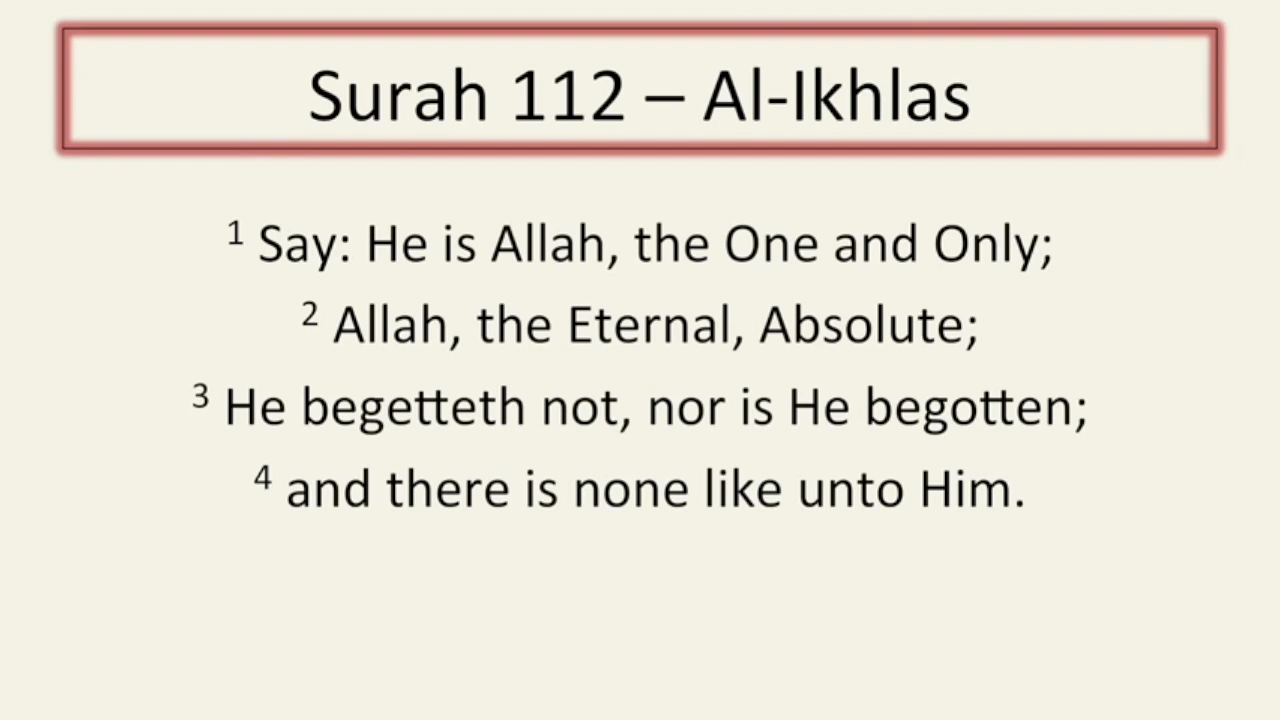 Surah 112 – Al-Ikhlas
1 Say: He is Allah, the One and Only;
2 Allah, the Eternal, Absolute;
3 He begetteth not, nor is He begotten;
4 and there is none like unto Him.